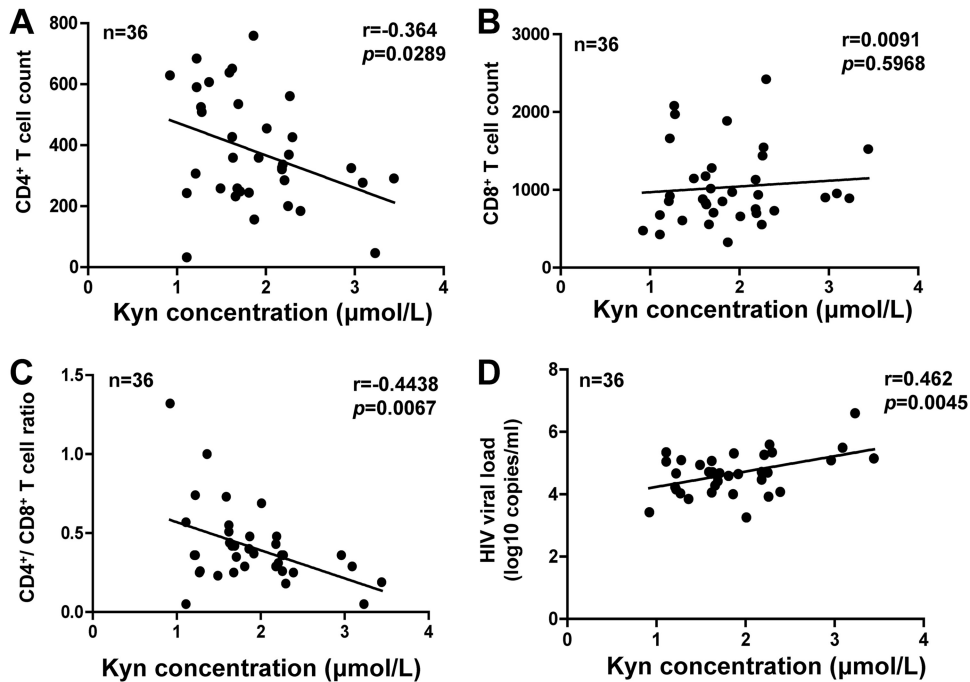 A
n=36
r=-0.364
p=0.0289
CD4⁺ T cell count
800
600
400
200
0
0 1 2 3 4
Kyn concentration (μmol/L)
B
n=36
r=0.0091
p=0.5968
CD8⁺ T cell count
3000
2000
1000
0
0 1 2 3 4
Kyn concentration (μmol/L)
C
n=36
r=-0.4438
p=0.0067
CD4⁺/ CD8⁺ T cell ratio
1.5
1.0
0.5
0.0
0 1 2 3 4
Kyn concentration (μmol/L)
D
n=36
r=0.462
p=0.0045
HIV viral load
(log10 copies/ml)
8
6
4
2
0
0 1 2 3 4
Kyn concentration (μmol/L)